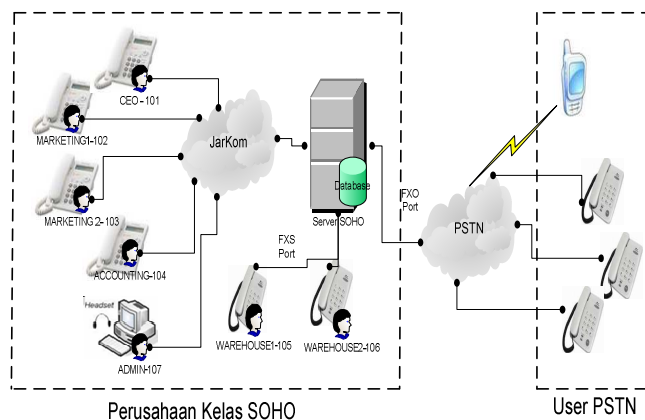 CEO - 101
MARKETING1-102
JarKom
MARKETING 2- 103
Database
Server SOHO
FXO
Port
PSTN
ACCOUNTING-104
FXS
Port
Headset
WAREHOUSE1-105
WAREHOUSE2-106
ADMIN-107
Perusahaan Kelas SOHO
User PSTN